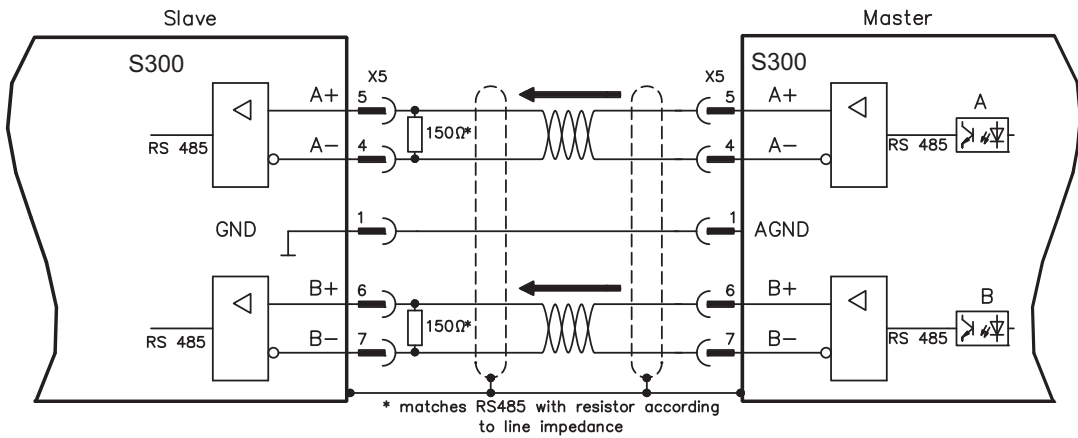 Slave
Master
S300
S300
X5
X5
A+
5
5
A+
A
150Ω*
RS 485
A-
4
4
A-
RS 485
GND
1
1
AGND
B+
6
6
B+
B
150Ω*
RS 485
B-
7
7
B-
RS 485
* matches RS485 with resistor according
to line impedance